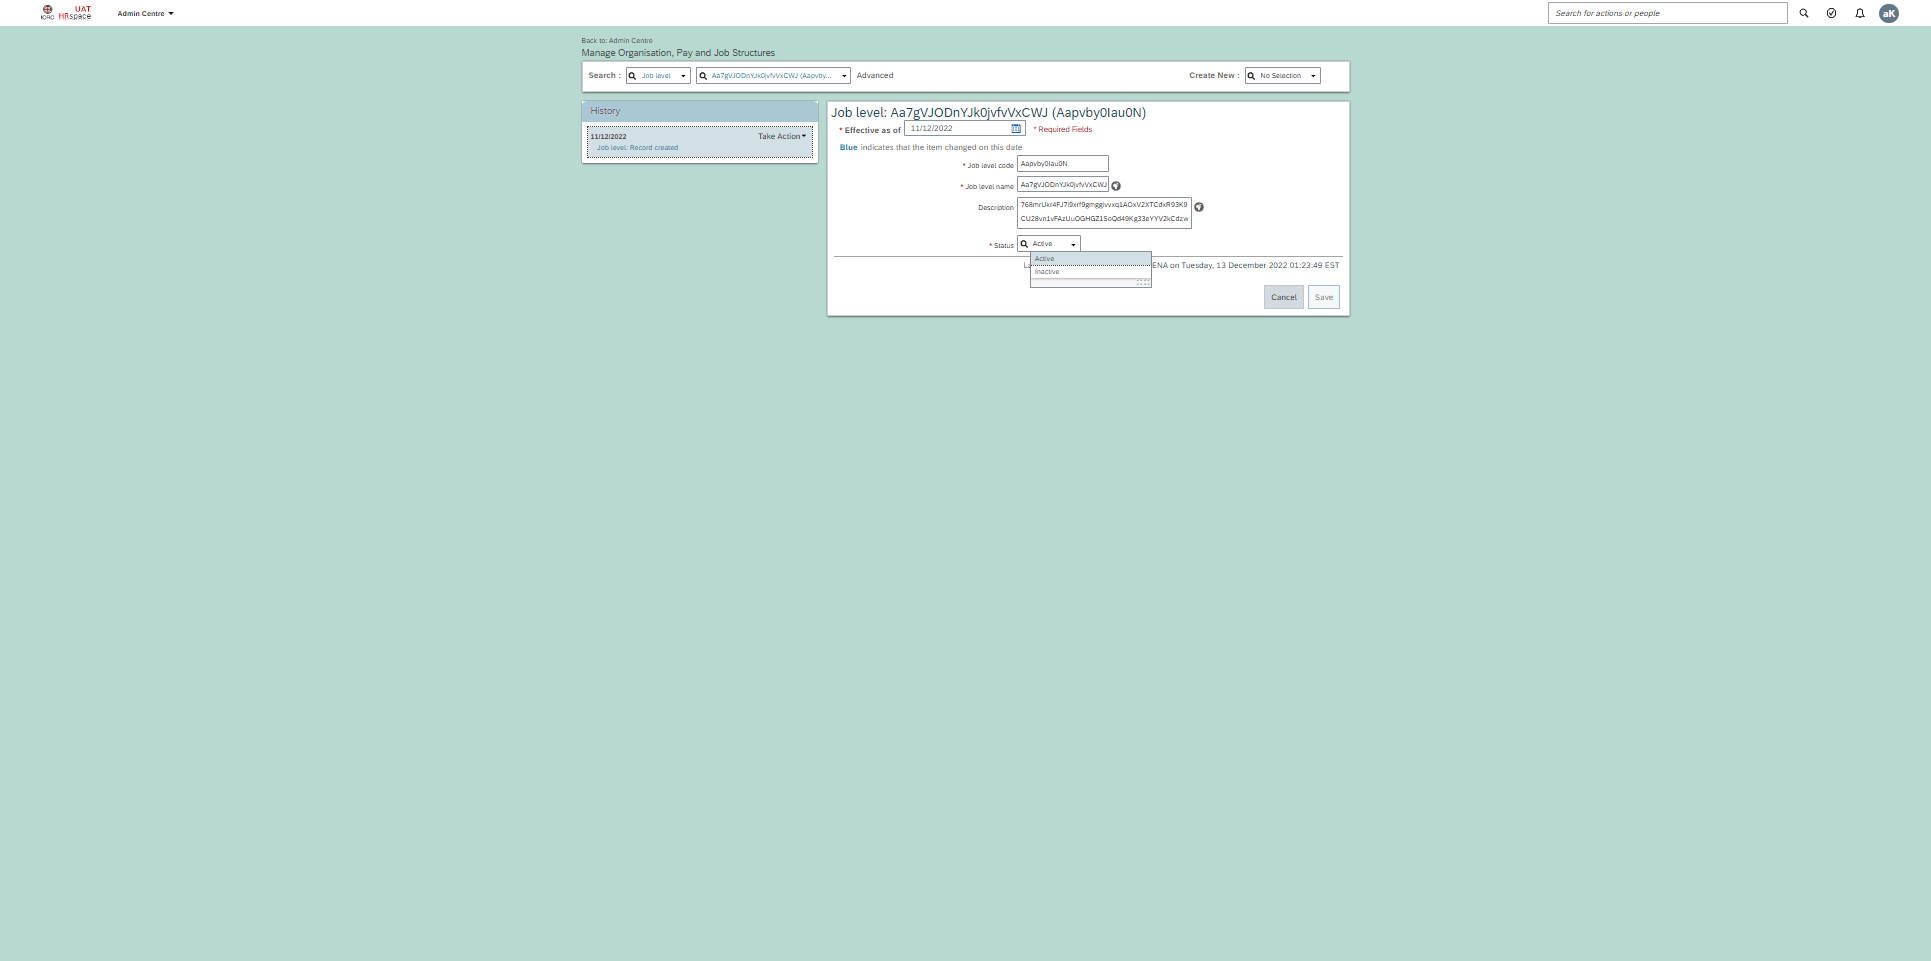 ICRC
UAT
HRspace
Admin Centre
Search for actions or people
aK
Back to: Admin Centre
Manage Organisation, Pay and Job Structures
Search : Job level Aa7gVJODnYJk0jvfvVxCWJ (Aapvby... Advanced
Create New : No Selection
History
11/12/2022 Take Action
Job level: Record created
Job level: Aa7gVJODnYJk0jvfvVxCWJ (Aapvby0Iau0N)
* Effective as of 11/12/2022 * Required Fields
Blue indicates that the item changed on this date
* Job level code Aapvby0Iau0N
* Job level name Aa7gVJODnYJk0jvfvVxCWJ
Description 768mrUkr4FJ7i9xrf9gmggivvxq1AOxV2XTCdxR93K9
CU28vn1vFAzUuOGHGZ1SoQd49Kg33eYYV2kCdzw
* Status Active
Active
Inactive
ENA on Tuesday, 13 December 2022 01:23:49 EST
Cancel Save